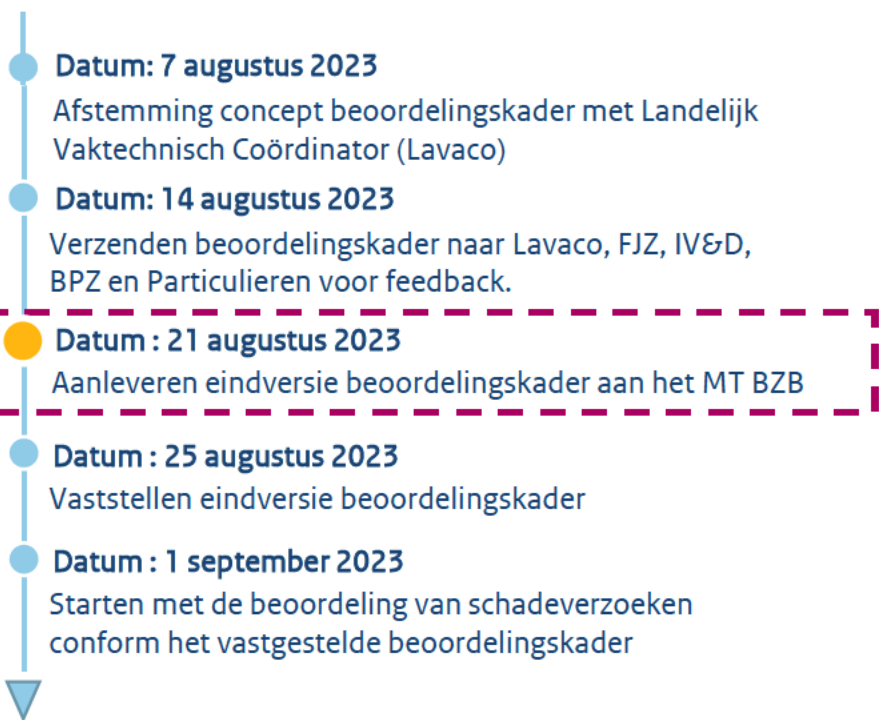 Datum: 7 augustus 2023
Afstemming concept beoordelingskader met Landelijk
Vaktechnisch Coördinator (Lavaco)
Datum: 14 augustus 2023
Verzenden beoordelingskader naar Lavaco, FJZ, IV&D,
BPZ en Particulieren voor feedback.
Datum : 21 augustus 2023
Aanleveren eindversie beoordelingskader aan het MT BZB
Datum : 25 augustus 2023
Vaststellen eindversie beoordelingskader
Datum : 1 september 2023
Starten met de beoordeling van schadeverzoeken
conform het vastgestelde beoordelingskader